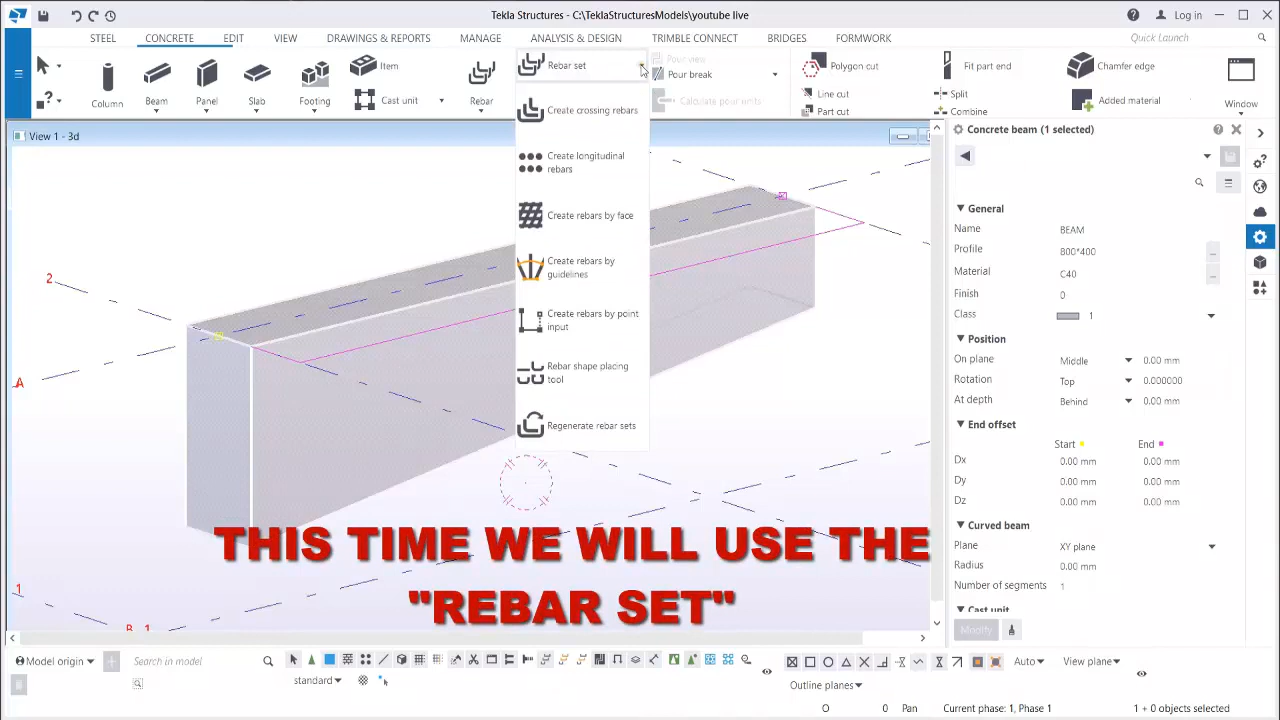 Tekla Structures - C:\TeklaStructuresModels\youtube live
Log in
STEEL CONCRETE EDIT VIEW DRAWINGS & REPORTS MANAGE ANALYSIS & DESIGN TRIMBLE CONNECT BRIDGES FORMWORK Quick Launch
Column
Beam
Panel
Slab
Footing
Item
Cast unit
Rebar
Rebar set
Pour view
Pour break
Calculate pour units
Polygon cut
Line cut
Part cut
Fit part end
Split
Combine
Chamfer edge
Added material
Window
Create crossing rebars
Create longitudinal
rebars
Create rebars by face
Create rebars by
guidelines
Create rebars by point
input
Rebar shape placing
tool
Regenerate rebar sets
View 1 - 3d
2
A
1
B 1
THIS TIME WE WILL USE THE
"REBAR SET"
Concrete beam (1 selected)
General
Name BEAM
Profile 800*400
Material C40
Finish 0
Class 1
Position
On plane Middle 0.00 mm
Rotation Top 0.000000
At depth Behind 0.00 mm
End offset
Start End
Dx 0.00 mm 0.00 mm
Dy 0.00 mm 0.00 mm
Dz 0.00 mm 0.00 mm
Curved beam
Plane XY plane
Radius 0.00 mm
Number of segments 1
Cast unit
Modify
Model origin Search in model
standard
Auto View plane
Outline planes
O 0 Pan Current phase: 1, Phase 1 1 + 0 objects selected